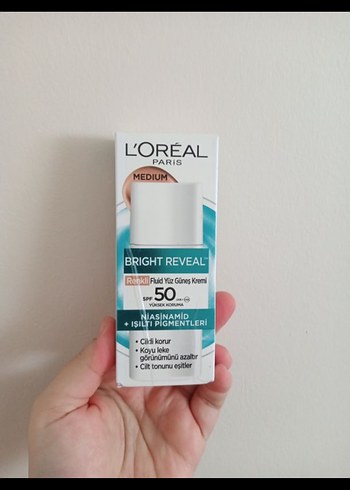 L'ORÉAL
PARIS
MEDIUM
BRIGHT REVEAL™
Renkli Fluid Yüz Güneş Kremi
SPF 50
YÜKSEK KORUMA
NİASİNAMİD
+ IŞILTI PİGMENTLERİ
• Cildi korur
• Koyu leke
görünümünü azaltır
• Cilt tonunu eşitler